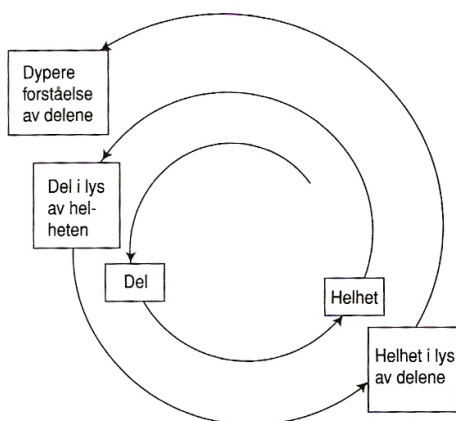 Dypere
forståelse
av delene
Del i lys
av hel-
heten
Del
Helhet
Helhet i lys
av delene